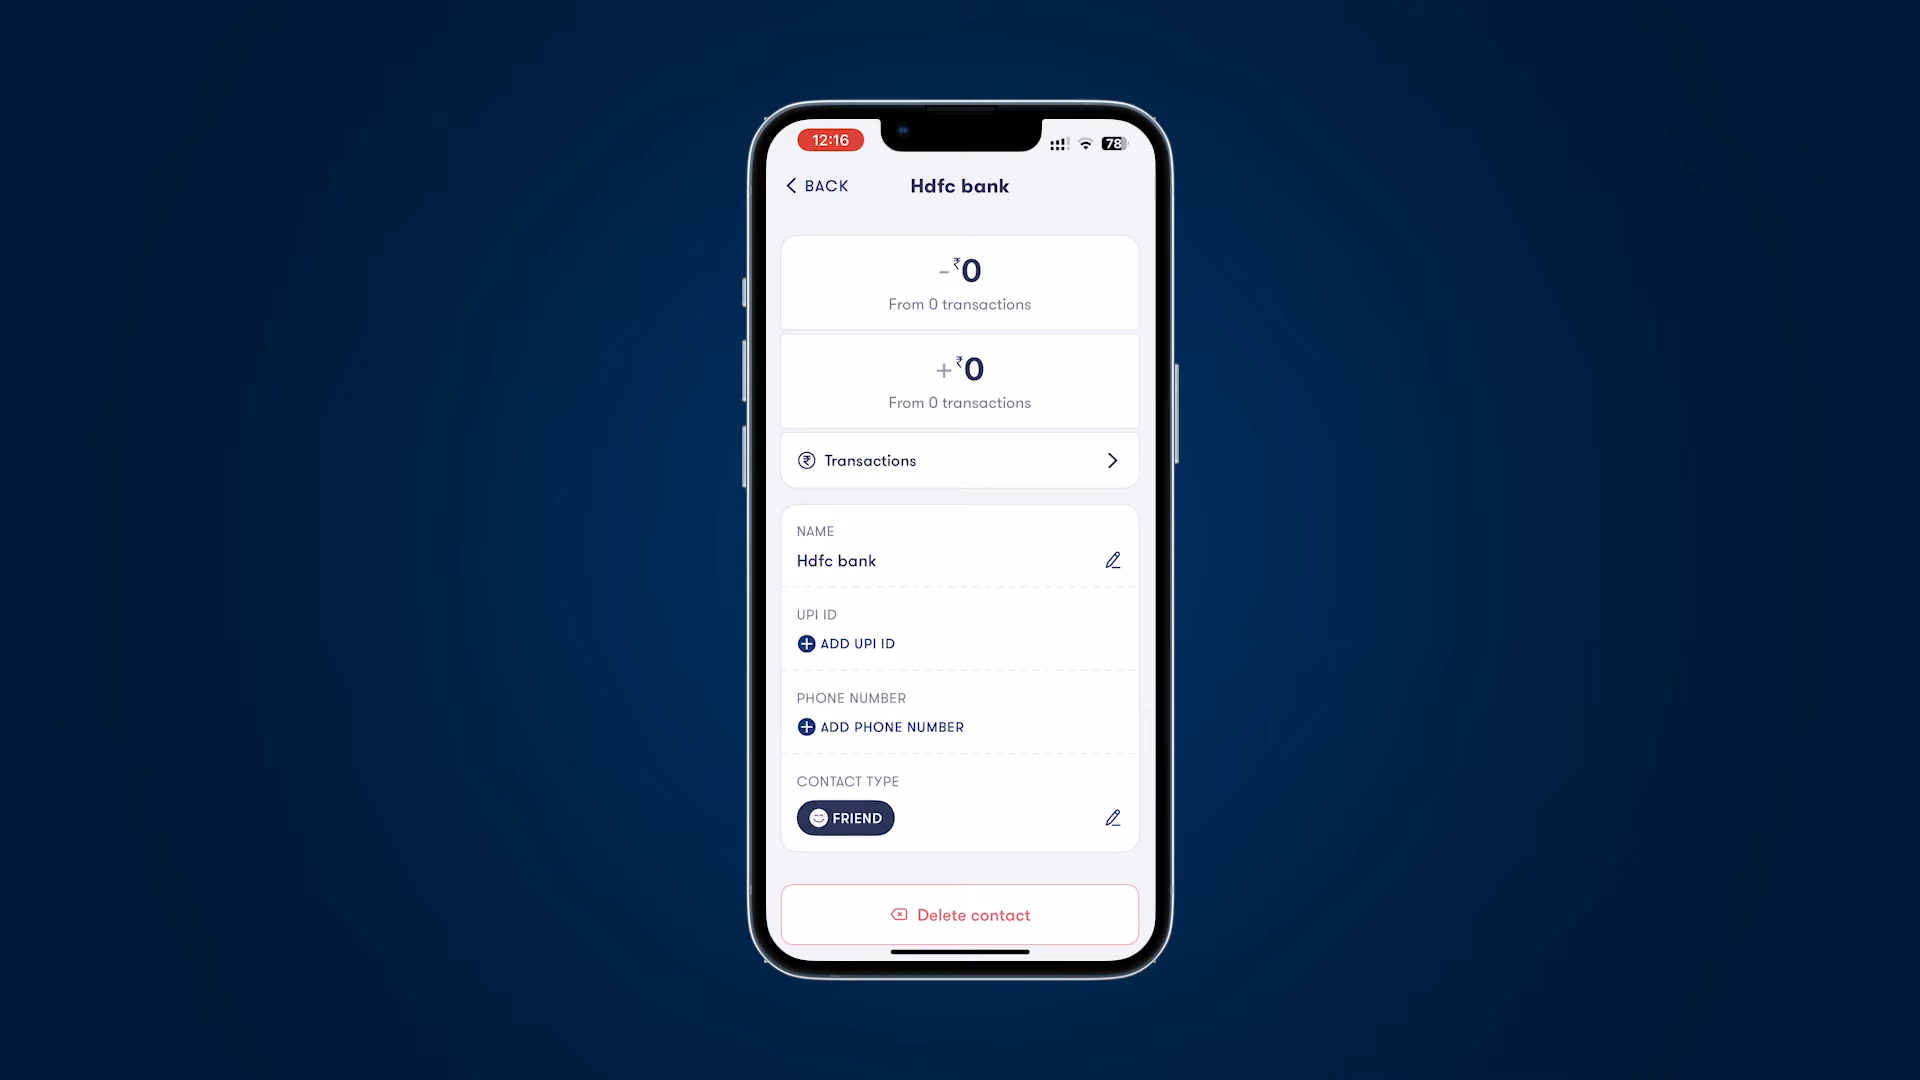 12:16
78
BACK
Hdfc bank
-₹0
From 0 transactions
+₹0
From 0 transactions
Transactions
NAME
Hdfc bank
UPI ID
ADD UPI ID
PHONE NUMBER
ADD PHONE NUMBER
CONTACT TYPE
FRIEND
Delete contact